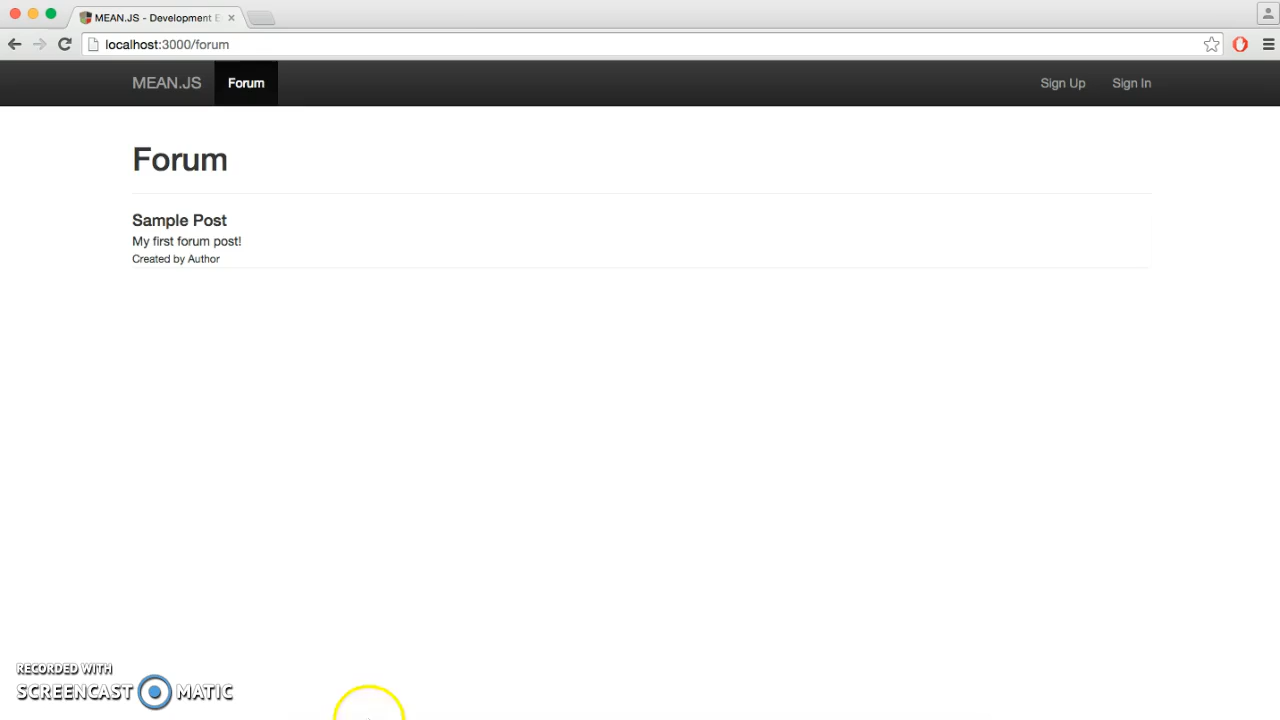 MEAN.JS - Development E
localhost:3000/forum
MEAN.JS Forum Sign Up Sign In
Forum
Sample Post
My first forum post!
Created by Author
RECORDED WITH
SCREENCAST MATIC